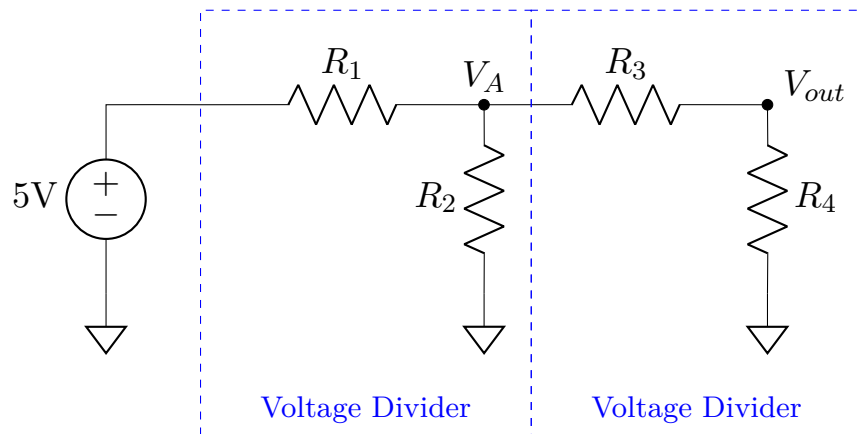 R1
VA
R3
Vout
5V
+
−
R2
R4
Voltage Divider
Voltage Divider